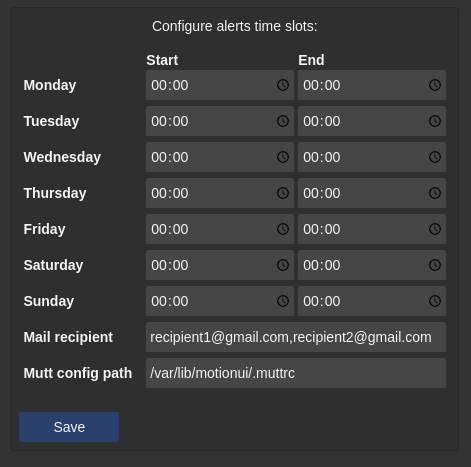 Configure alerts time slots:
Start End
Monday 00:00 00:00
Tuesday 00:00 00:00
Wednesday 00:00 00:00
Thursday 00:00 00:00
Friday 00:00 00:00
Saturday 00:00 00:00
Sunday 00:00 00:00
Mail recipient recipient1@gmail.com,recipient2@gmail.com
Mutt config path /var/lib/motionui/.muttrc
Save